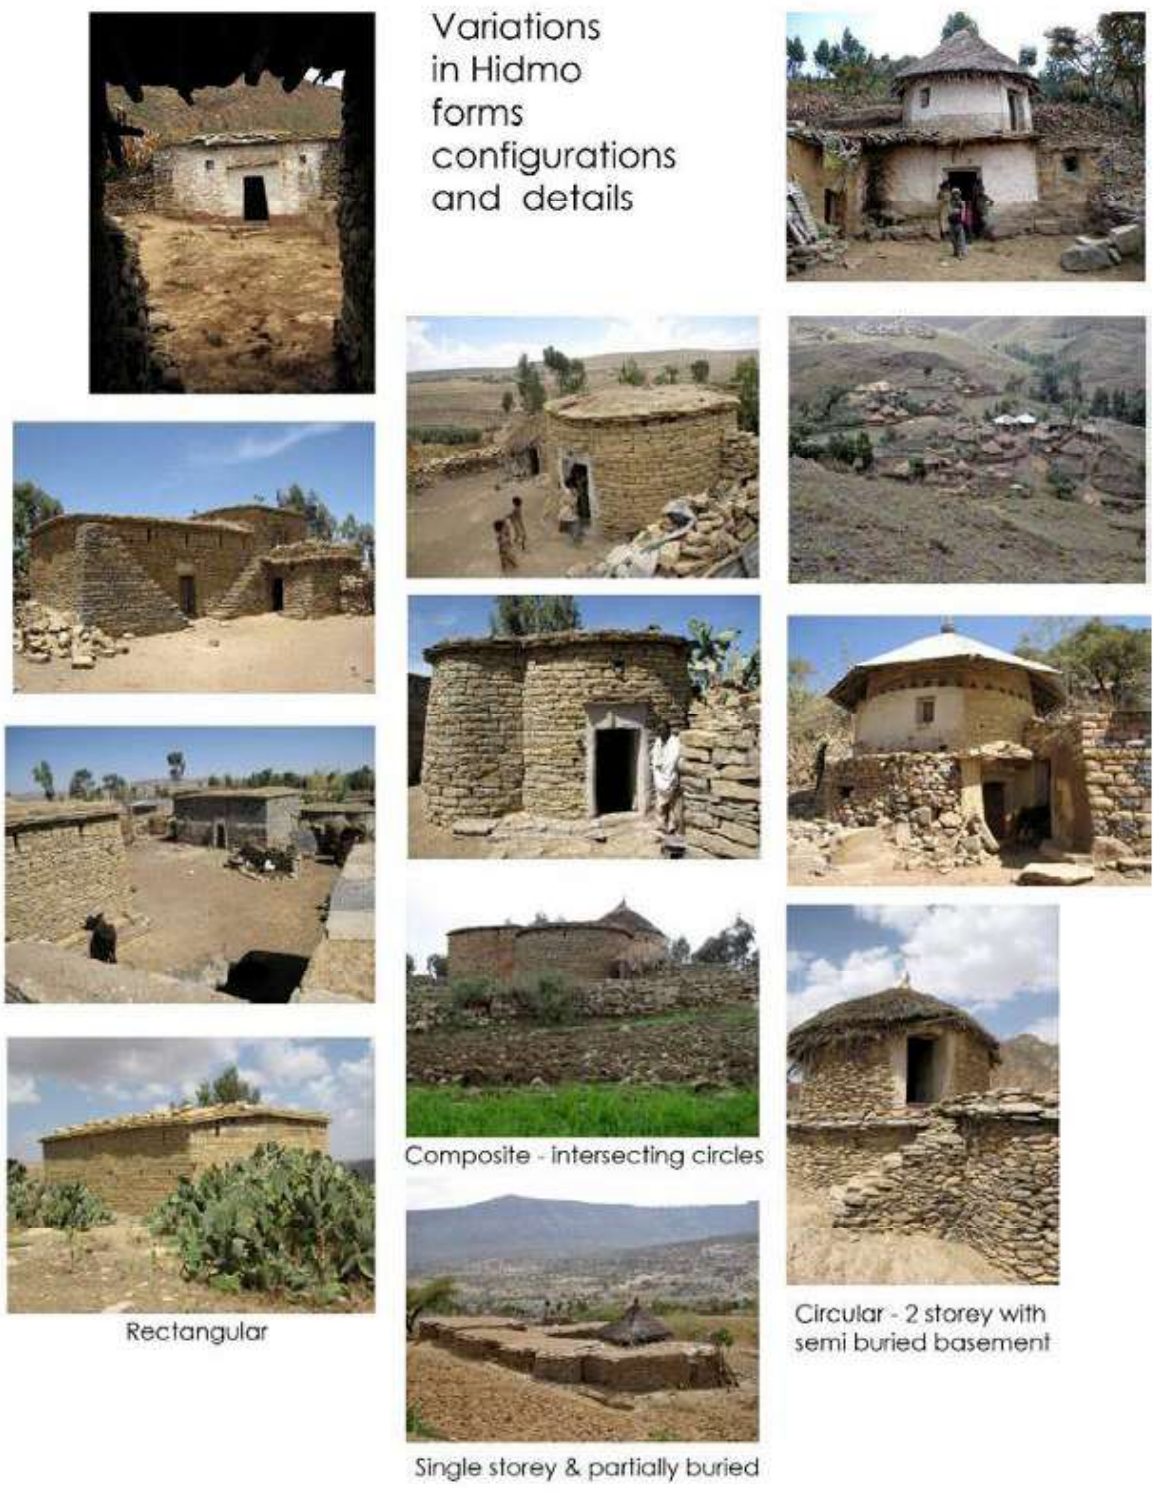 Variations
in Hidmo
forms
configurations
and details
Composite - intersecting circles
Circular - 2 storey with
semi buried basement
Rectangular
Single storey & partially buried